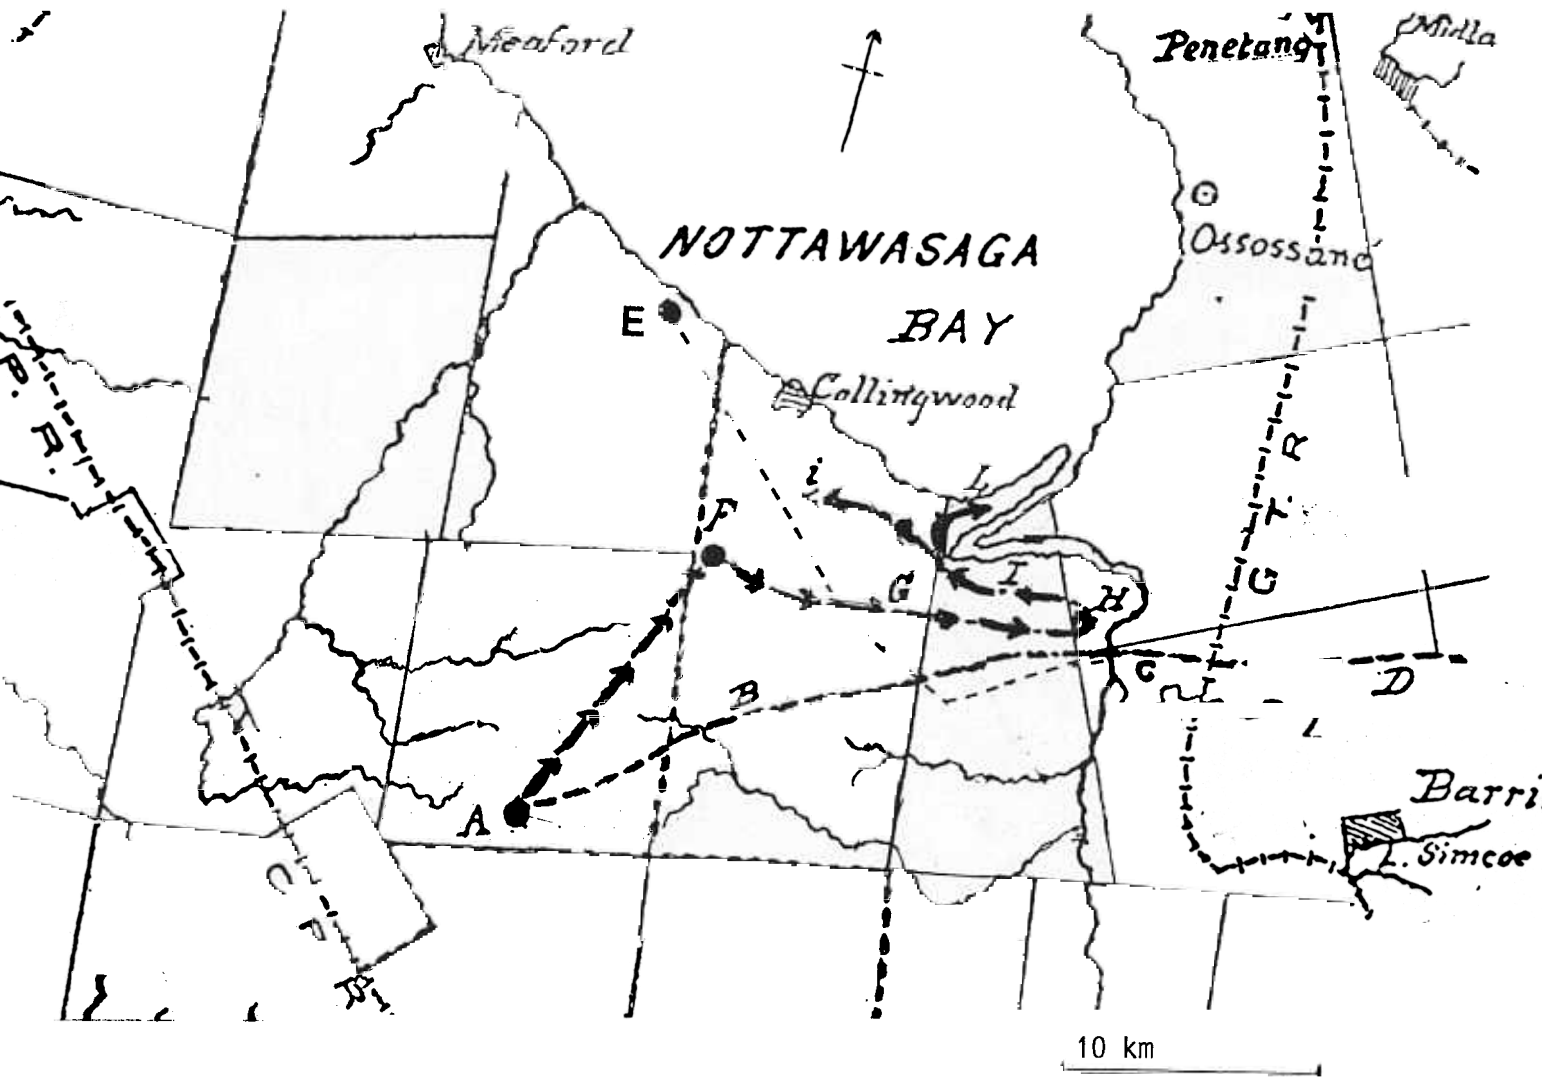 Meaford
Penetang
Midla
NOTTAWASAGA
Ossossané
BAY
E
Collingwood
P. R.
R
T.
G
i
L
F
G
I
H
B
C
D
A
Barri
L. Simcoe
C P
R
10 km